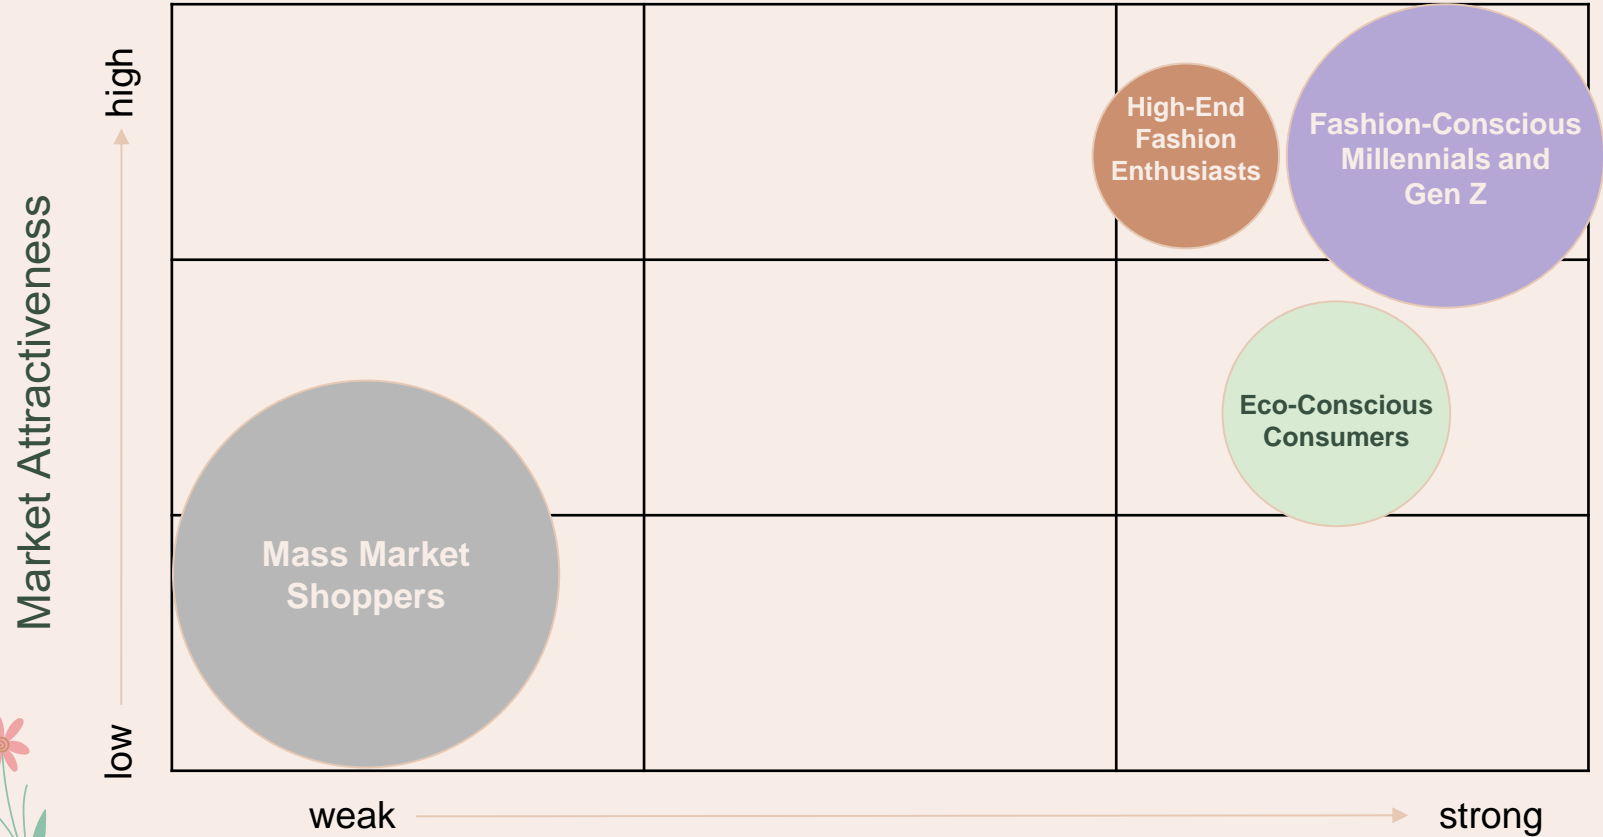 high
Market Attractiveness
low
High-End
Fashion
Enthusiasts
Fashion-Conscious
Millennials and
Gen Z
Eco-Conscious
Consumers
Mass Market
Shoppers
weak
strong